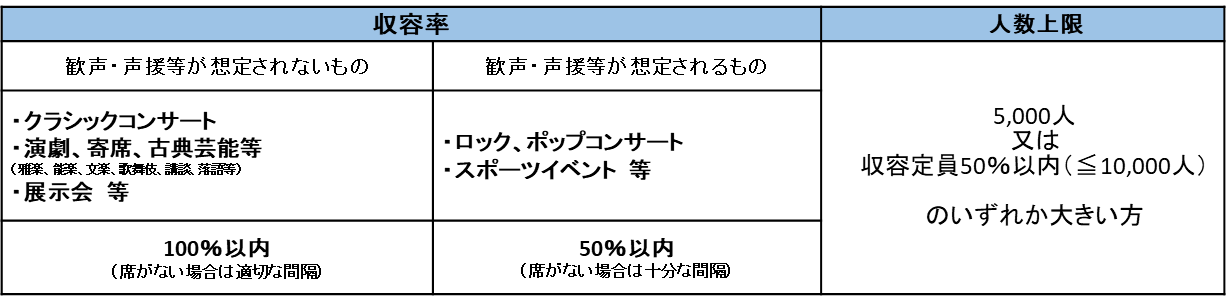 収容率
人数上限
歓声・声援等が想定されないもの
歓声・声援等が想定されるもの
・クラシックコンサート
・演劇、寄席、古典芸能等
（雅楽、能楽、文楽、歌舞伎、講談、落語等）
・展示会　等
・ロック、ポップコンサート
・スポーツイベント　等
5,000人
又は
収容定員50％以内（≦10,000人）
のいずれか大きい方
100％以内
（席がない場合は適切な間隔）
50％以内
（席がない場合は十分な間隔）